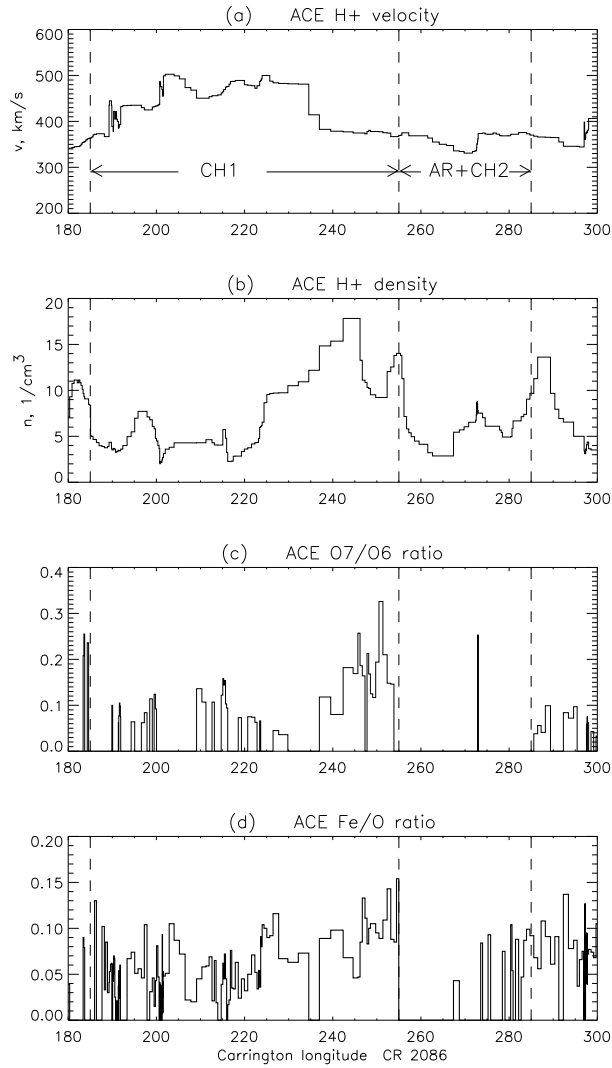 (a) ACE H+ velocity
600
500
400
300
200
v, km/s
CH1
AR+CH2
180 200 220 240 260 280 300
(b) ACE H+ density
20
15
10
5
0
n, 1/cm³
180 200 220 240 260 280 300
(c) ACE O7/O6 ratio
0.4
0.3
0.2
0.1
0.0
180 200 220 240 260 280 300
(d) ACE Fe/O ratio
0.20
0.15
0.10
0.05
0.00
180 200 220 240 260 280 300
Carrington longitude CR 2086